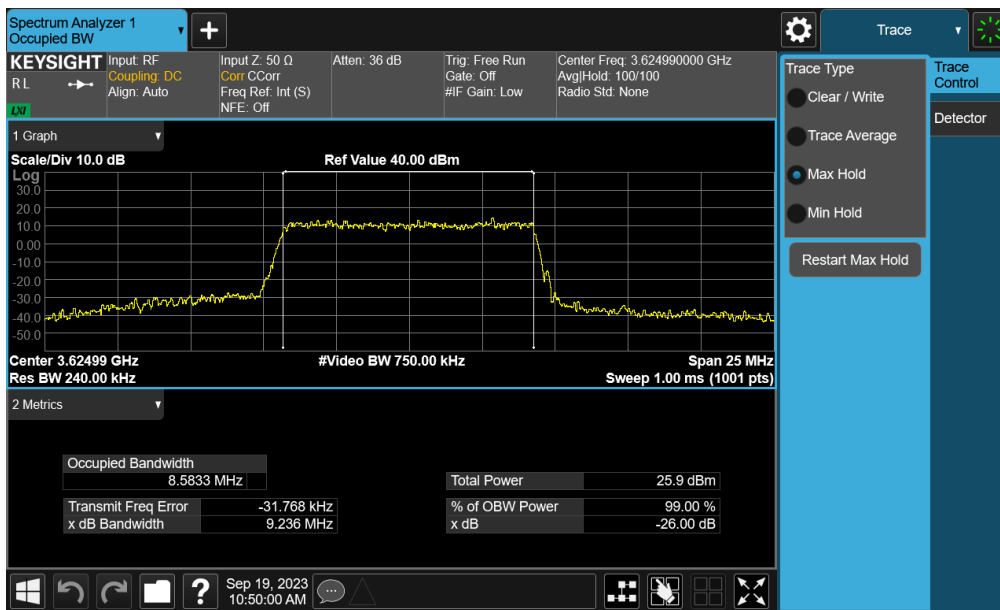 Spectrum Analyzer 1
Occupied BW
Trace
KEYSIGHT
R L
LXI
Input: RF
Coupling: DC
Align: Auto
Input Z: 50 Ω
Corr CCorr
Freq Ref: Int (S)
NFE: Off
Atten: 36 dB
Trig: Free Run
Gate: Off
#IF Gain: Low
Center Freq: 3.624990000 GHz
Avg|Hold: 100/100
Radio Std: None
1 Graph
Scale/Div 10.0 dB
Ref Value 40.00 dBm
Log
30.0
20.0
10.0
0.00
-10.0
-20.0
-30.0
-40.0
-50.0
Center 3.62499 GHz
#Video BW 750.00 kHz
Span 25 MHz
Res BW 240.00 kHz
Sweep 1.00 ms (1001 pts)
2 Metrics
Occupied Bandwidth
8.5833 MHz
Total Power 25.9 dBm
Transmit Freq Error -31.768 kHz
% of OBW Power 99.00 %
x dB Bandwidth 9.236 MHz
x dB -26.00 dB
Trace Type
Clear / Write
Trace Average
Max Hold
Min Hold
Restart Max Hold
Trace
Control
Detector
?
Sep 19, 2023
10:50:00 AM